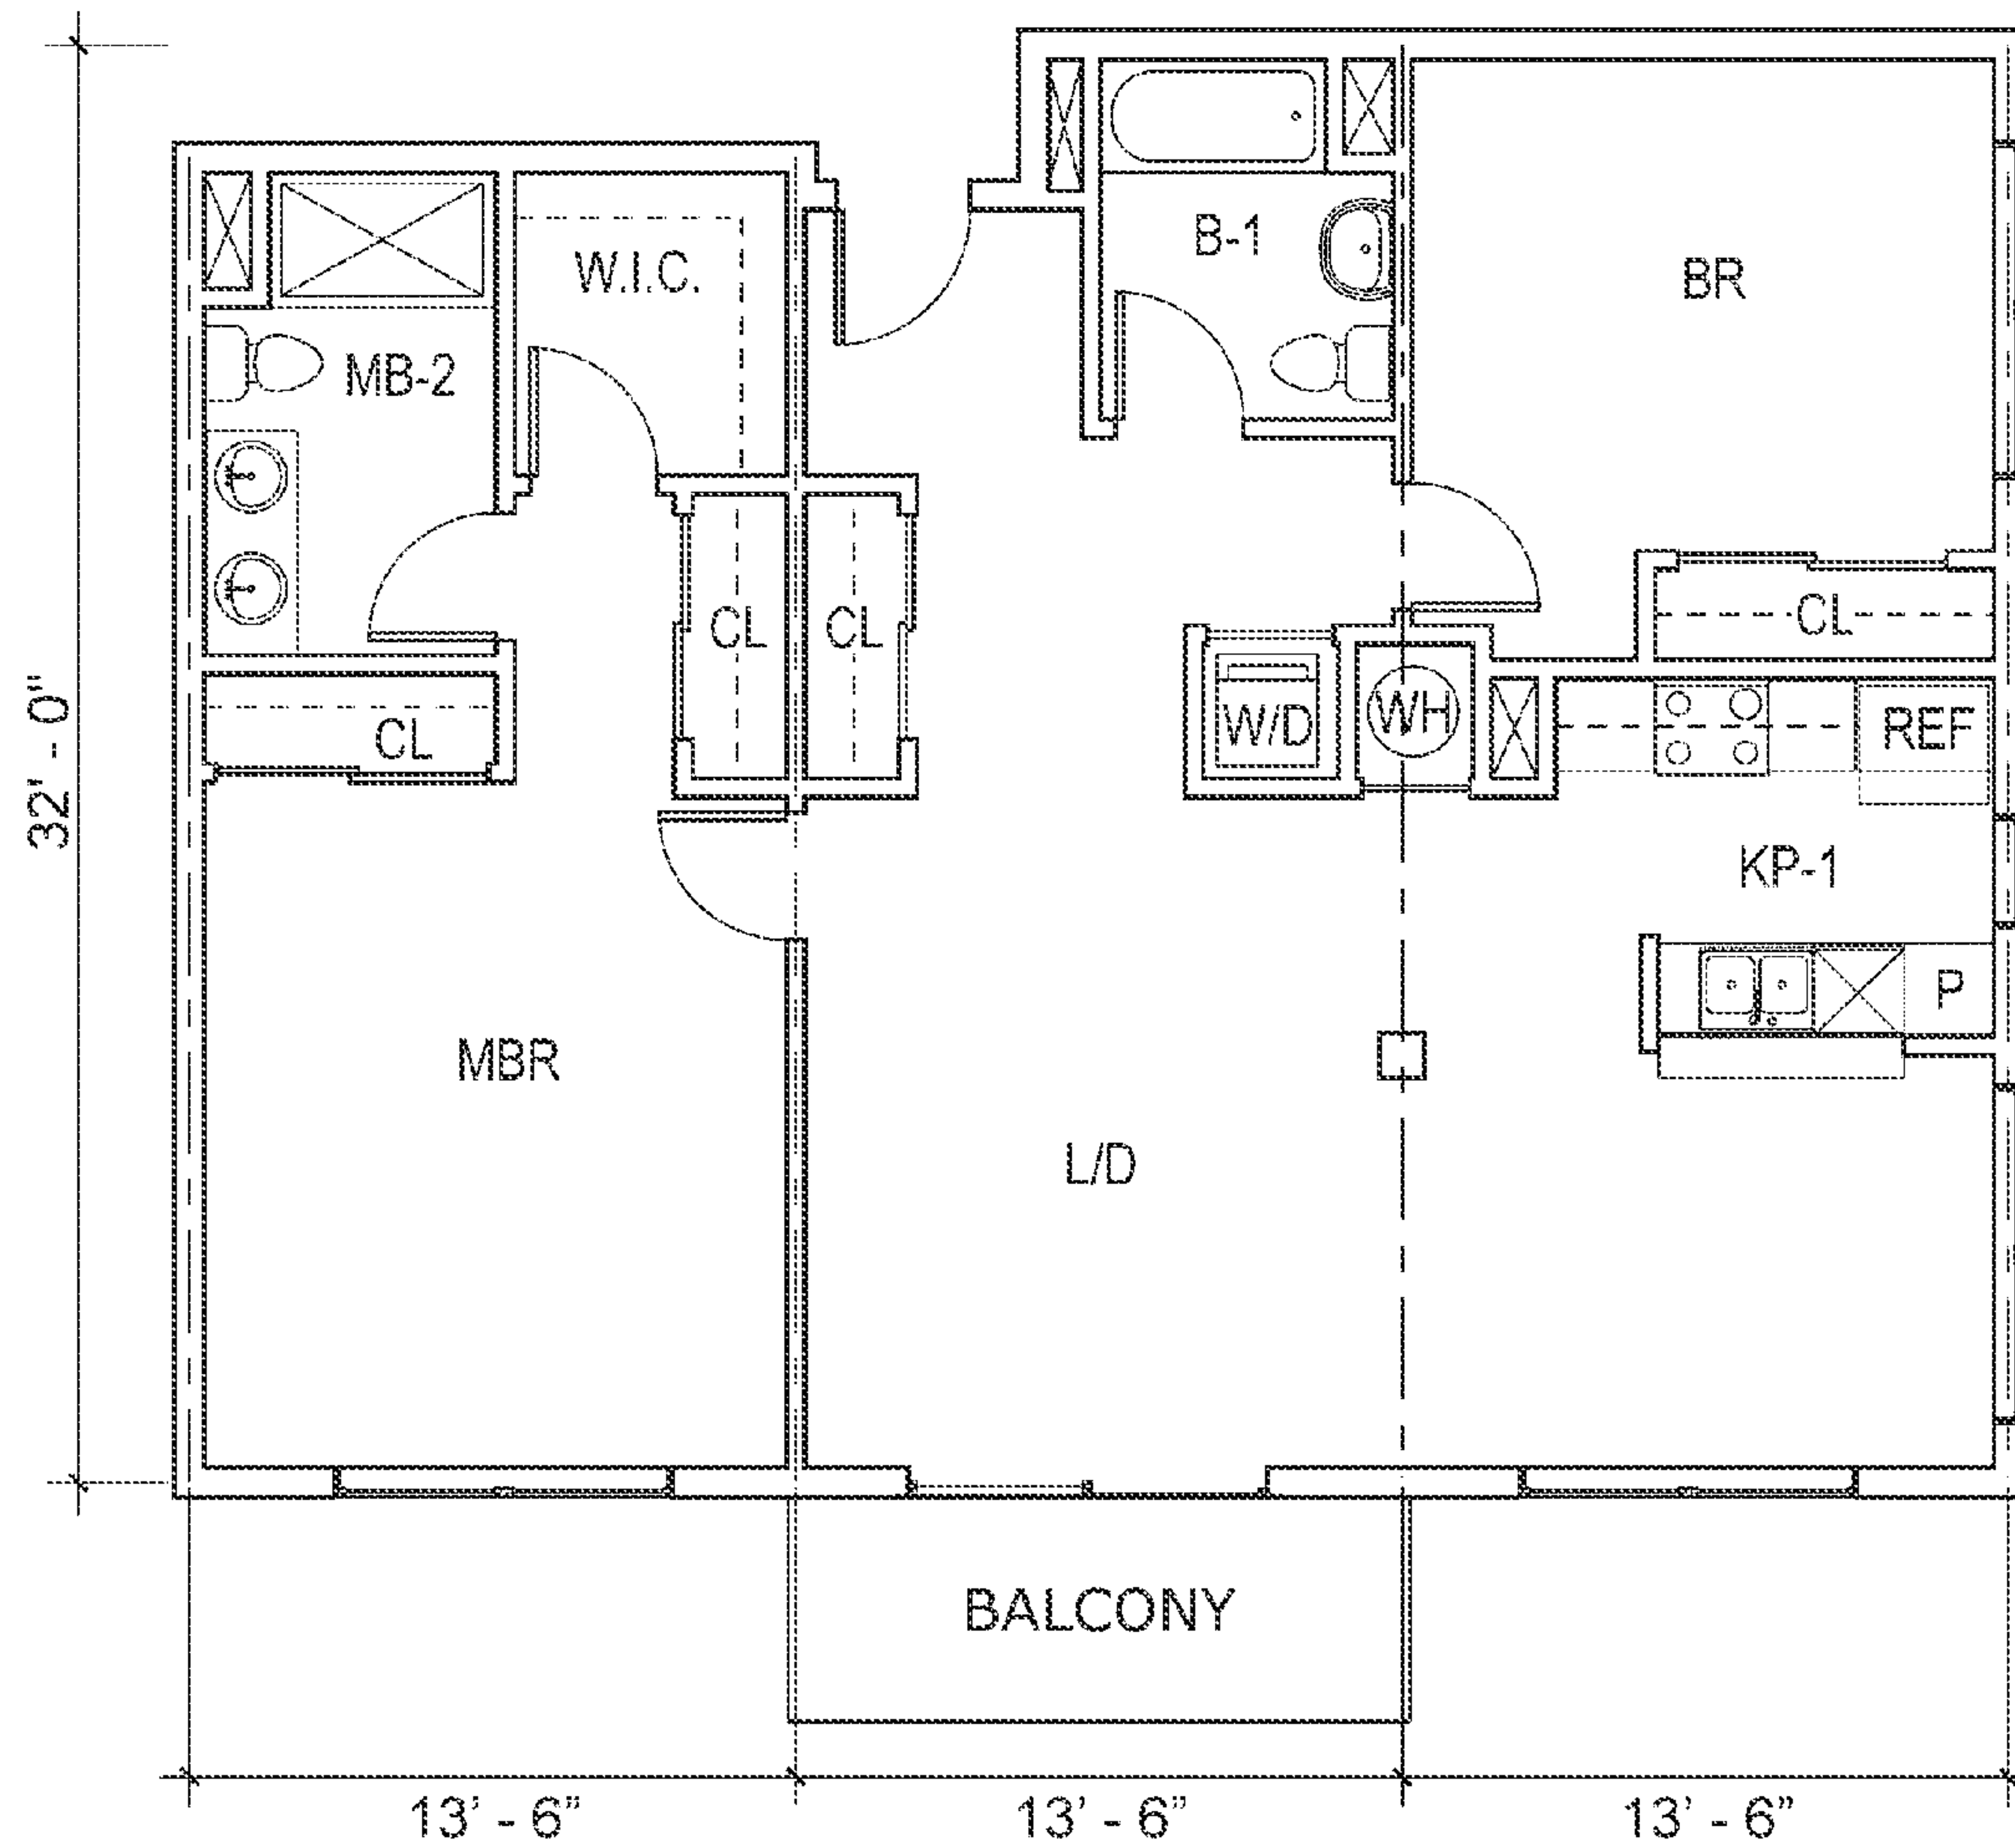 B-1
W.I.C.
BR
MB-2
CL
CL
CL
CL
W/D
WH
REF
32' - 0"
KP-1
P
MBR
L/D
BALCONY
13' - 6"
13' - 6"
13' - 6"